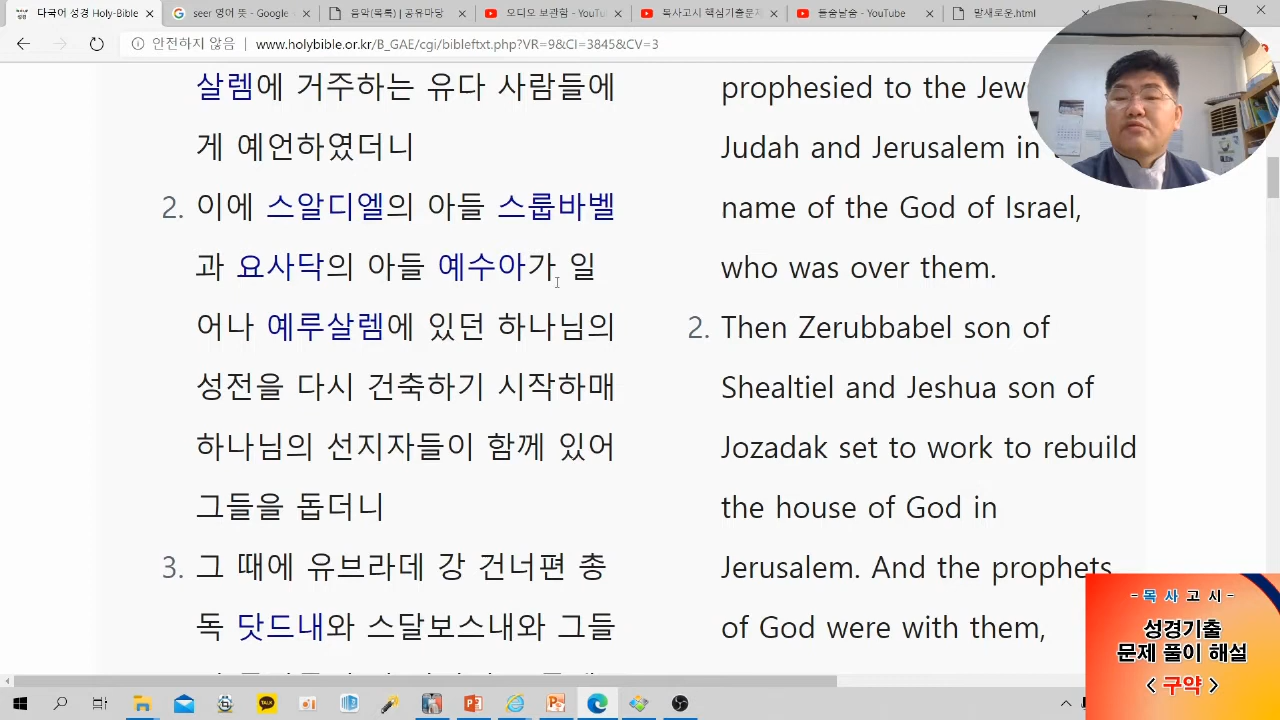 다국어 성경 Holy-Bible
seer 영어 뜻 - Google
음악(목록) | 공유마당
오디오 보관함 - YouTu
목사고시 핵심기출문제
들숨날숨 - YouTube
맡새로운.html
안전하지 않음
www.holybible.or.kr/B_GAE/cgi/bibleftxt.php?VR=9&CI=3845&CV=3
살렘에 거주하는 유다 사람들에
게 예언하였더니
2. 이에 스알디엘의 아들 스룹바벨
과 요사닥의 아들 예수아가 일
어나 예루살렘에 있던 하나님의
성전을 다시 건축하기 시작하매
하나님의 선지자들이 함께 있어
그들을 돕더니
3. 그 때에 유브라데 강 건너편 총
독 닷드내와 스달보스내와 그들
prophesied to the Jew
Judah and Jerusalem in
name of the God of Israel,
who was over them.
2. Then Zerubbabel son of
Shealtiel and Jeshua son of
Jozadak set to work to rebuild
the house of God in
Jerusalem. And the prophets
of God were with them,
- 목 사 고 시 -
성경기출
문제 풀이 해설
< 구약 >
TALK